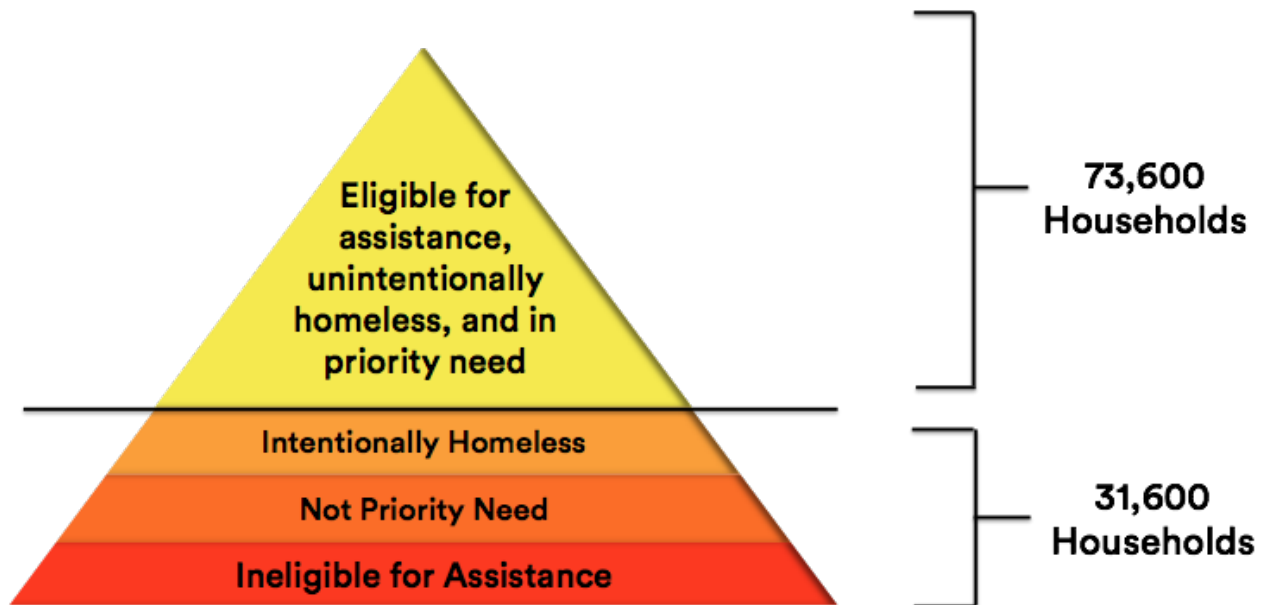 Eligible for
assistance,
unintentionally
homeless, and in
priority need
73,600
Households
Intentionally Homeless
Not Priority Need
Ineligible for Assistance
31,600
Households